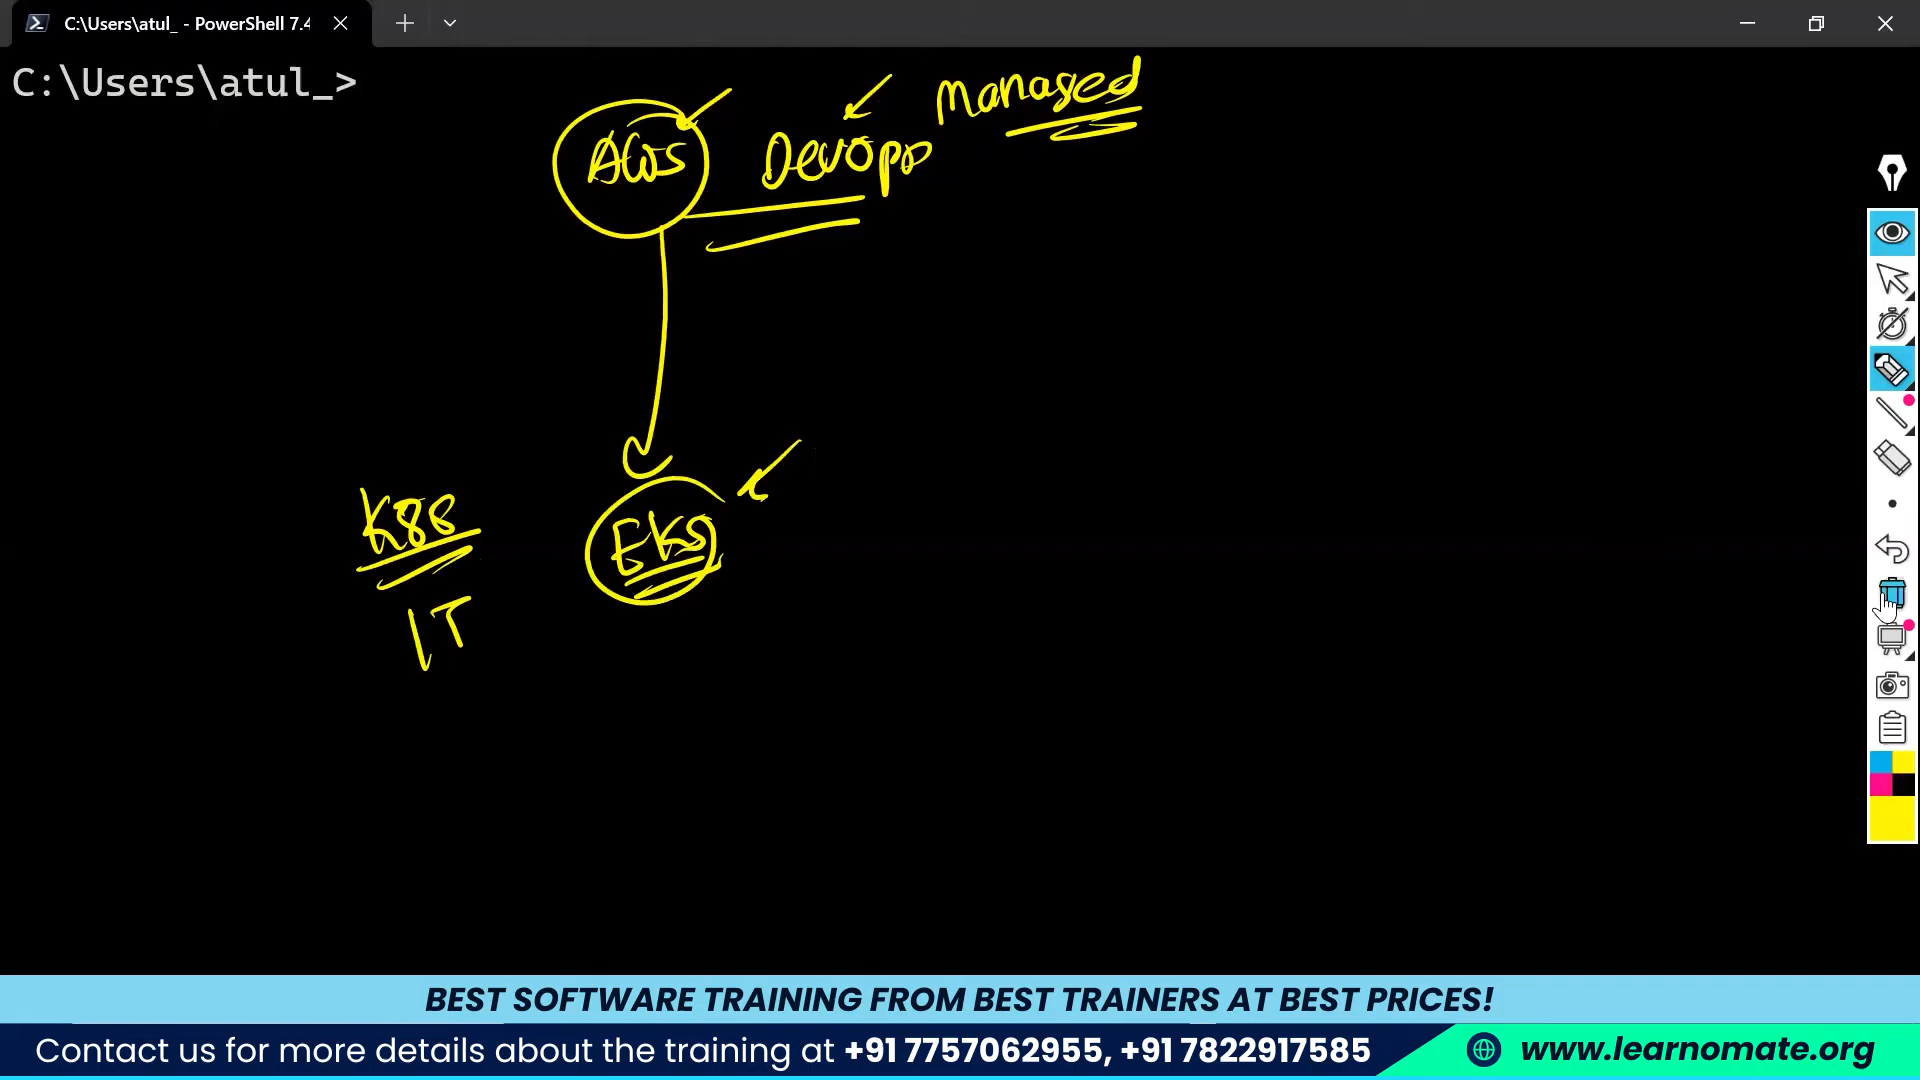 C:\Users\atul_ - PowerShell 7.4
C:\Users\atul_>
Managed
AWS DevOps
K8s
EKS
IT
BEST SOFTWARE TRAINING FROM BEST TRAINERS AT BEST PRICES!
Contact us for more details about the training at +91 7757062955, +91 7822917585
www.learnomate.org